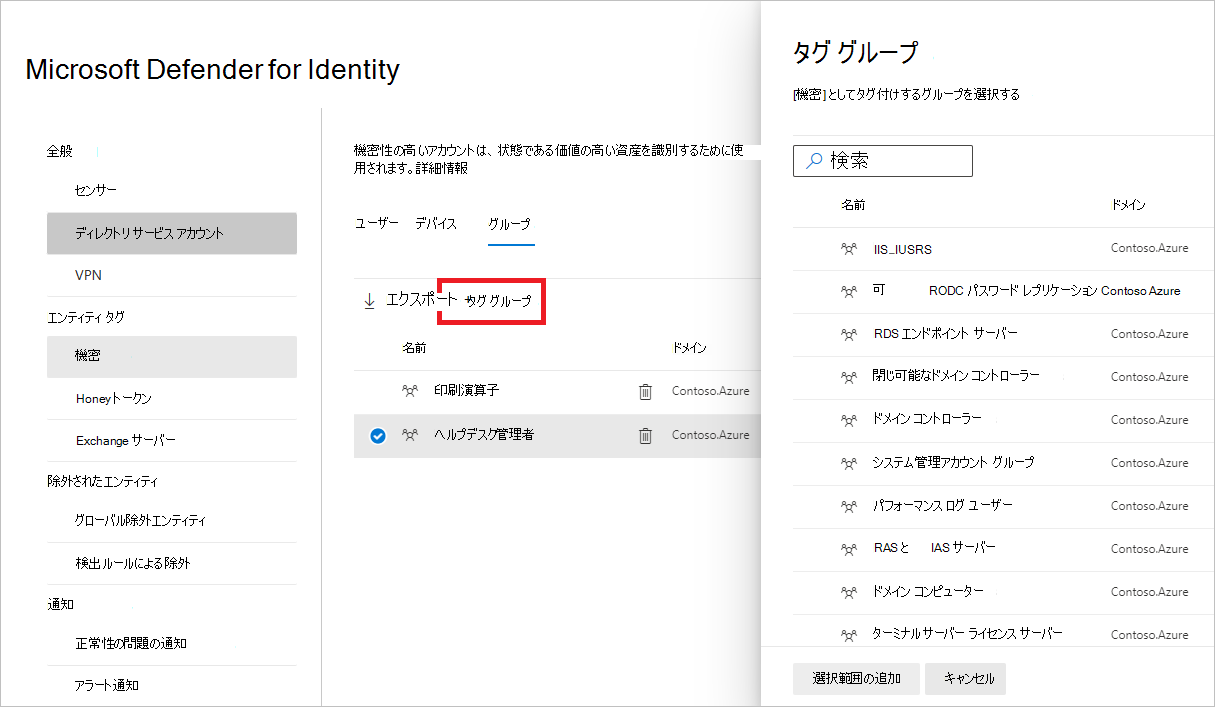 Microsoft Defender for Identity
全般
センサー
ディレクトリ サービス アカウント
VPN
エンティティ タグ
機密
Honeyトークン
Exchange サーバー
除外されたエンティティ
グローバル除外エンティティ
検出ルールによる除外
通知
正常性の問題の通知
アラート通知
機密性の高いアカウントは、状態である価値の高い資産を識別するために使
用されます。詳細情報
ユーザー デバイス グループ
エクスポート +タグ グループ
名前 ドメイン
印刷演算子 Contoso.Azure
ヘルプデスク管理者 Contoso.Azure
タグ グループ
[機密]としてタグ付けするグループを選択する
検索
名前 ドメイン
IIS_IUSRS Contoso.Azure
可 RODC パスワード レプリケーション Contoso Azure
RDS エンドポイント サーバー Contoso.Azure
閉じ可能なドメイン コントローラー Contoso.Azure
ドメイン コントローラー Contoso.Azure
システム管理アカウント グループ Contoso.Azure
パフォーマンス ログ ユーザー Contoso.Azure
RASと IAS サーバー Contoso.Azure
ドメイン コンピューター Contoso.Azure
ターミナル サーバー ライセンス サーバー Contoso.Azure
選択範囲の追加 キャンセル